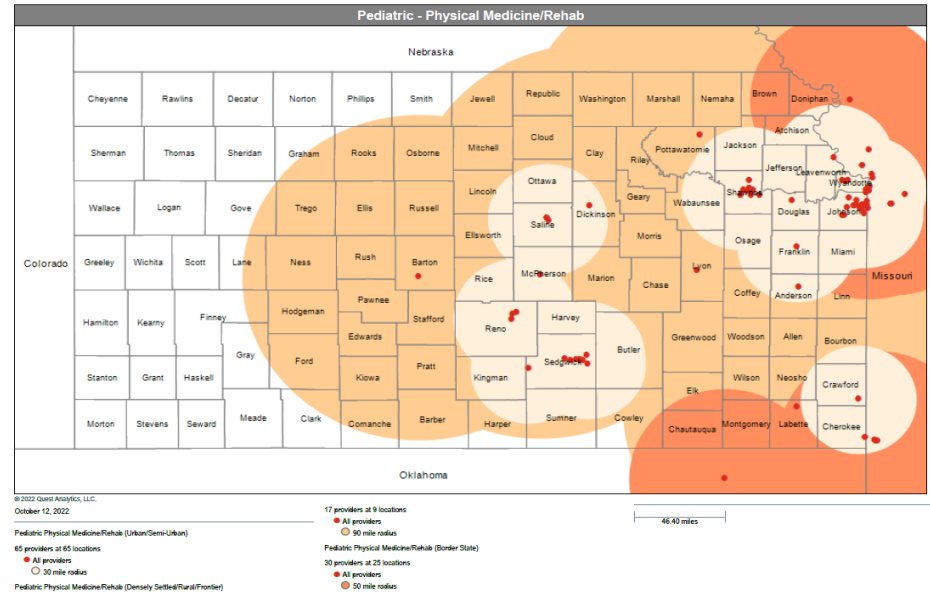 Pediatric - Physical Medicine/Rehab
Nebraska
Cheyenne Rawlins Decatur Norton Phillips Smith Jewell Republic Washington Marshall Nemaha Brown Doniphan
Atchison
Sherman Thomas Sheridan Graham Rooks Osborne Mitchell Cloud Clay Riley Pottawatomie Jackson
Jefferson Leavenworth
Wyandotte
Wallace Logan Gove Trego Ellis Russell Lincoln Ottawa Geary Wabaunsee Shawnee
Saline Dickinson Douglas Johnson
Ellsworth Morris Osage Franklin Miami
Colorado Greeley Wichita Scott Lane Ness Rush Barton Missouri
Rice McPherson Marion Chase Lyon Coffey Anderson Linn
Hamilton Kearny Finney Hodgeman Pawnee Stafford Reno Harvey
Gray Ford Edwards Sedgwick Butler Greenwood Woodson Allen Bourbon
Stanton Grant Haskell Kiowa Pratt Kingman Elk Wilson Neosho Crawford
Morton Stevens Seward Meade Clark Comanche Barber Harper Sumner Cowley Chautauqua Montgomery Labette Cherokee
Oklahoma
© 2022 Quest Analytics, LLC.
October 12, 2022
Pediatric Physical Medicine/Rehab (Urban/Semi-Urban)
65 providers at 65 locations
All providers
30 mile radius
Pediatric Physical Medicine/Rehab (Densely Settled/Rural/Frontier)
17 providers at 9 locations
All providers
90 mile radius
Pediatric Physical Medicine/Rehab (Border State)
30 providers at 25 locations
All providers
50 mile radius
46.40 miles